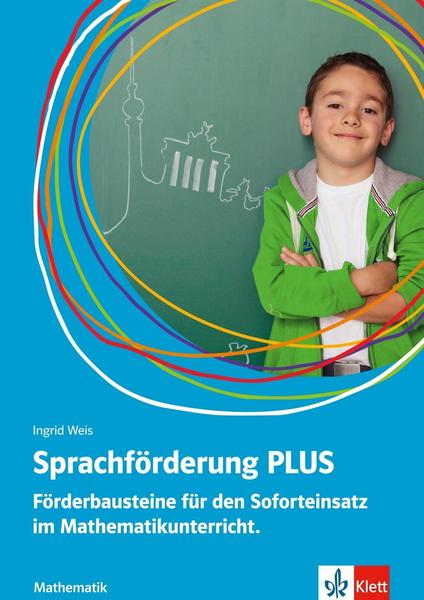 Ingrid Weis
Sprachförderung PLUS
Förderbausteine für den Soforteinsatz
im Mathematikunterricht.
Mathematik
Klett